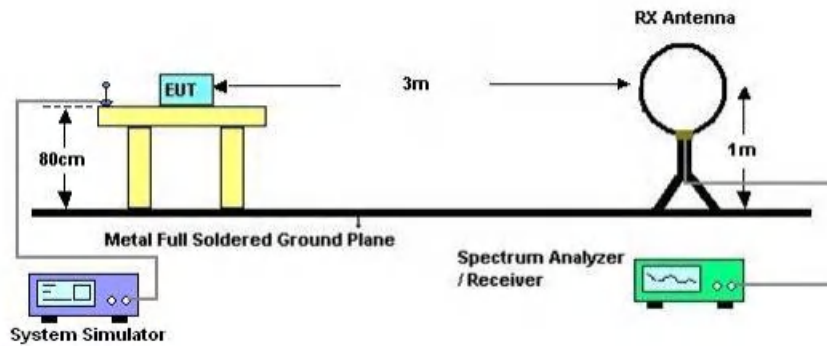 RX Antenna
EUT
3m
80cm
1m
Metal Full Soldered Ground Plane
Spectrum Analyzer
/ Receiver
System Simulator